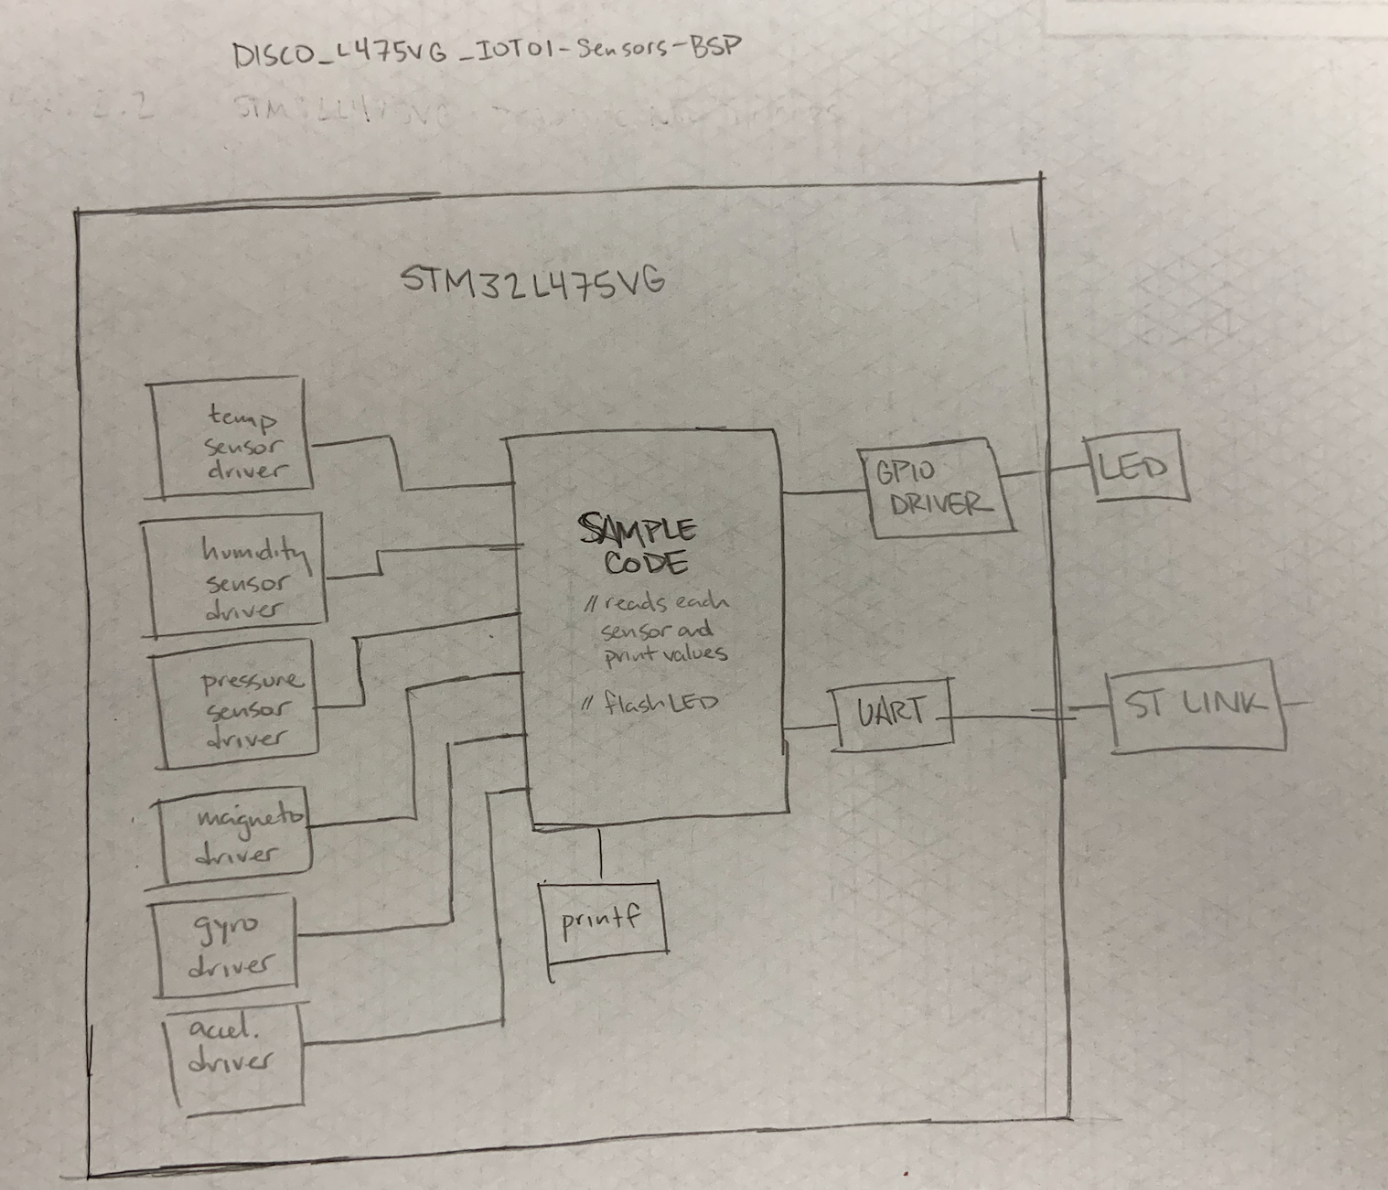 DISCO_L475VG_IOT01-Sensors-BSP
STM32L475VG
temp
sensor
driver
humidity
sensor
driver
pressure
sensor
driver
magneto
driver
gyro
driver
accel.
driver
SAMPLE
CODE
// reads each
sensor and
print values
// flash LED
printf
GPIO
DRIVER
LED
UART
ST LINK